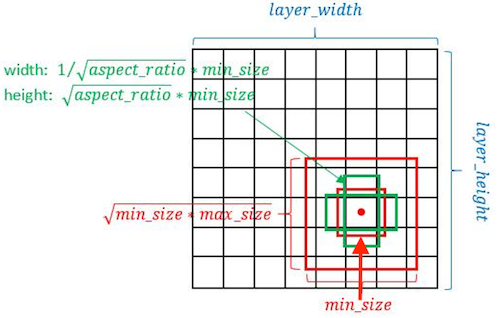 layer_width
width: 1/√aspect_ratio * min_size
height: √aspect_ratio * min_size
layer_height
√min_size * max_size
min_size